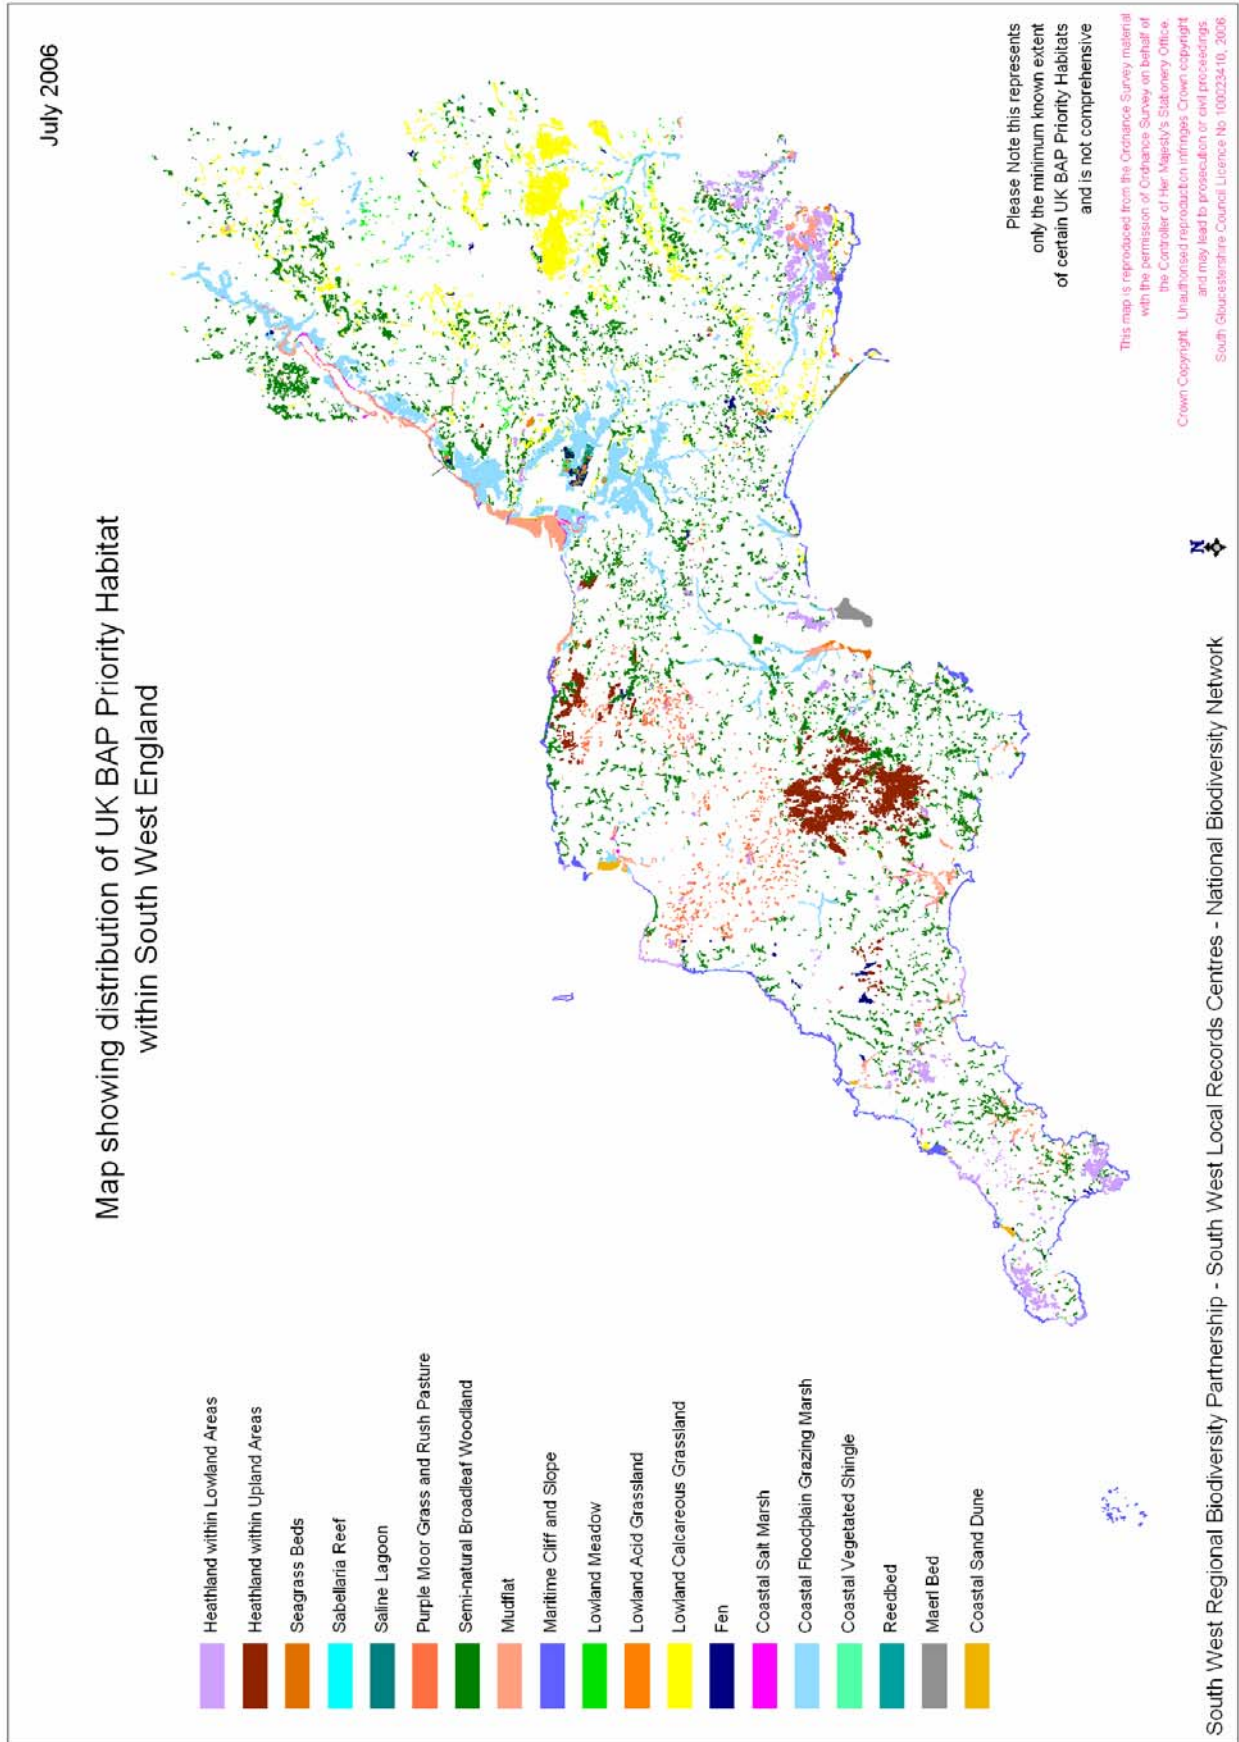 July 2006
Map showing distribution of UK BAP Priority Habitat
within South West England
Heathland within Lowland Areas
Heathland within Upland Areas
Seagrass Beds
Sabellaria Reef
Saline Lagoon
Purple Moor Grass and Rush Pasture
Semi-natural Broadleaf Woodland
Mudflat
Maritime Cliff and Slope
Lowland Meadow
Lowland Acid Grassland
Lowland Calcareous Grassland
Fen
Coastal Salt Marsh
Coastal Floodplain Grazing Marsh
Coastal Vegetated Shingle
Reedbed
Maerl Bed
Coastal Sand Dune
Please Note this represents
only the minimum known extent
of certain UK BAP Priority Habitats
and is not comprehensive
This map is reproduced from the Ordnance Survey material
with the permission of Ordnance Survey on behalf of
the Controller of Her Majesty's Stationery Office.
Crown Copyright. Unauthorised reproduction infringes Crown copyright
and may lead to prosecution or civil proceedings.
South Gloucestershire Council Licence No 100023410, 2006
N
South West Regional Biodiversity Partnership - South West Local Records Centres - National Biodiversity Network